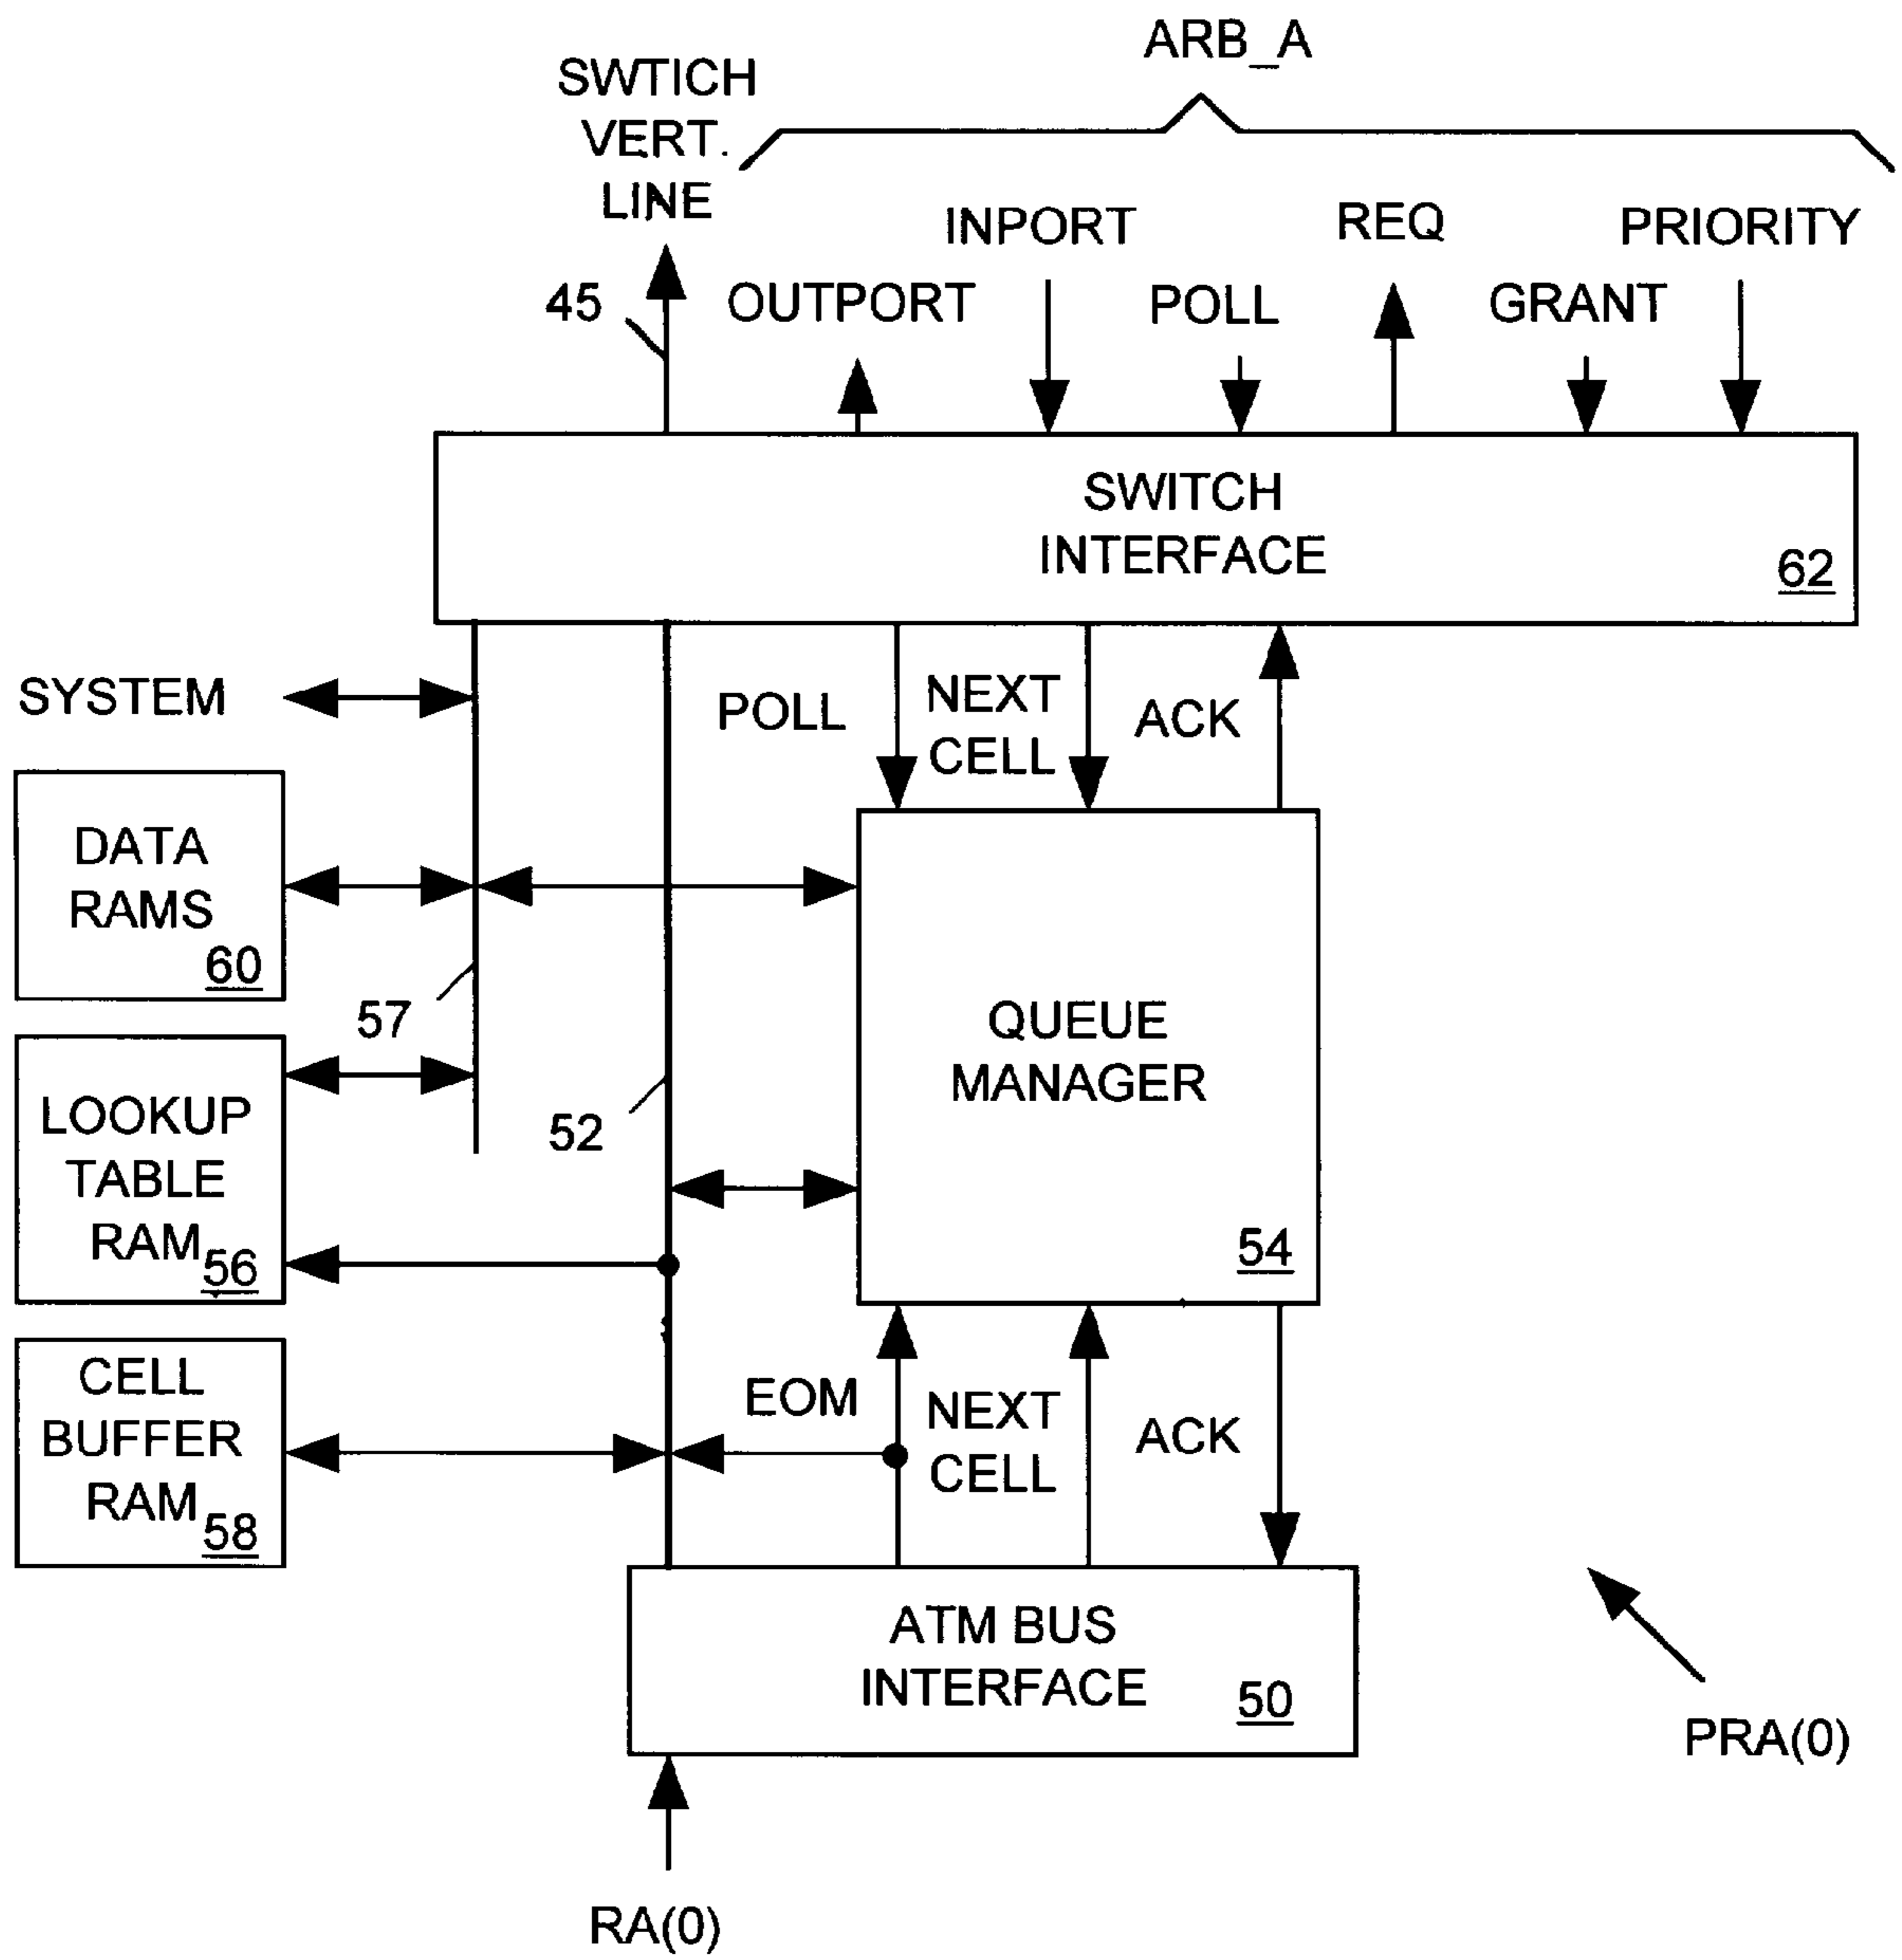 ARB_A
SWTICH
VERT.
LINE
INPORT
REQ
PRIORITY
45
OUTPORT
POLL
GRANT
SWITCH
INTERFACE
62
SYSTEM
POLL
NEXT
CELL
ACK
DATA
RAMS
60
57
QUEUE
MANAGER
54
LOOKUP
TABLE
RAM
56
52
CELL
BUFFER
RAM
58
EOM
NEXT
CELL
ACK
ATM BUS
INTERFACE
50
PRA(0)
RA(0)